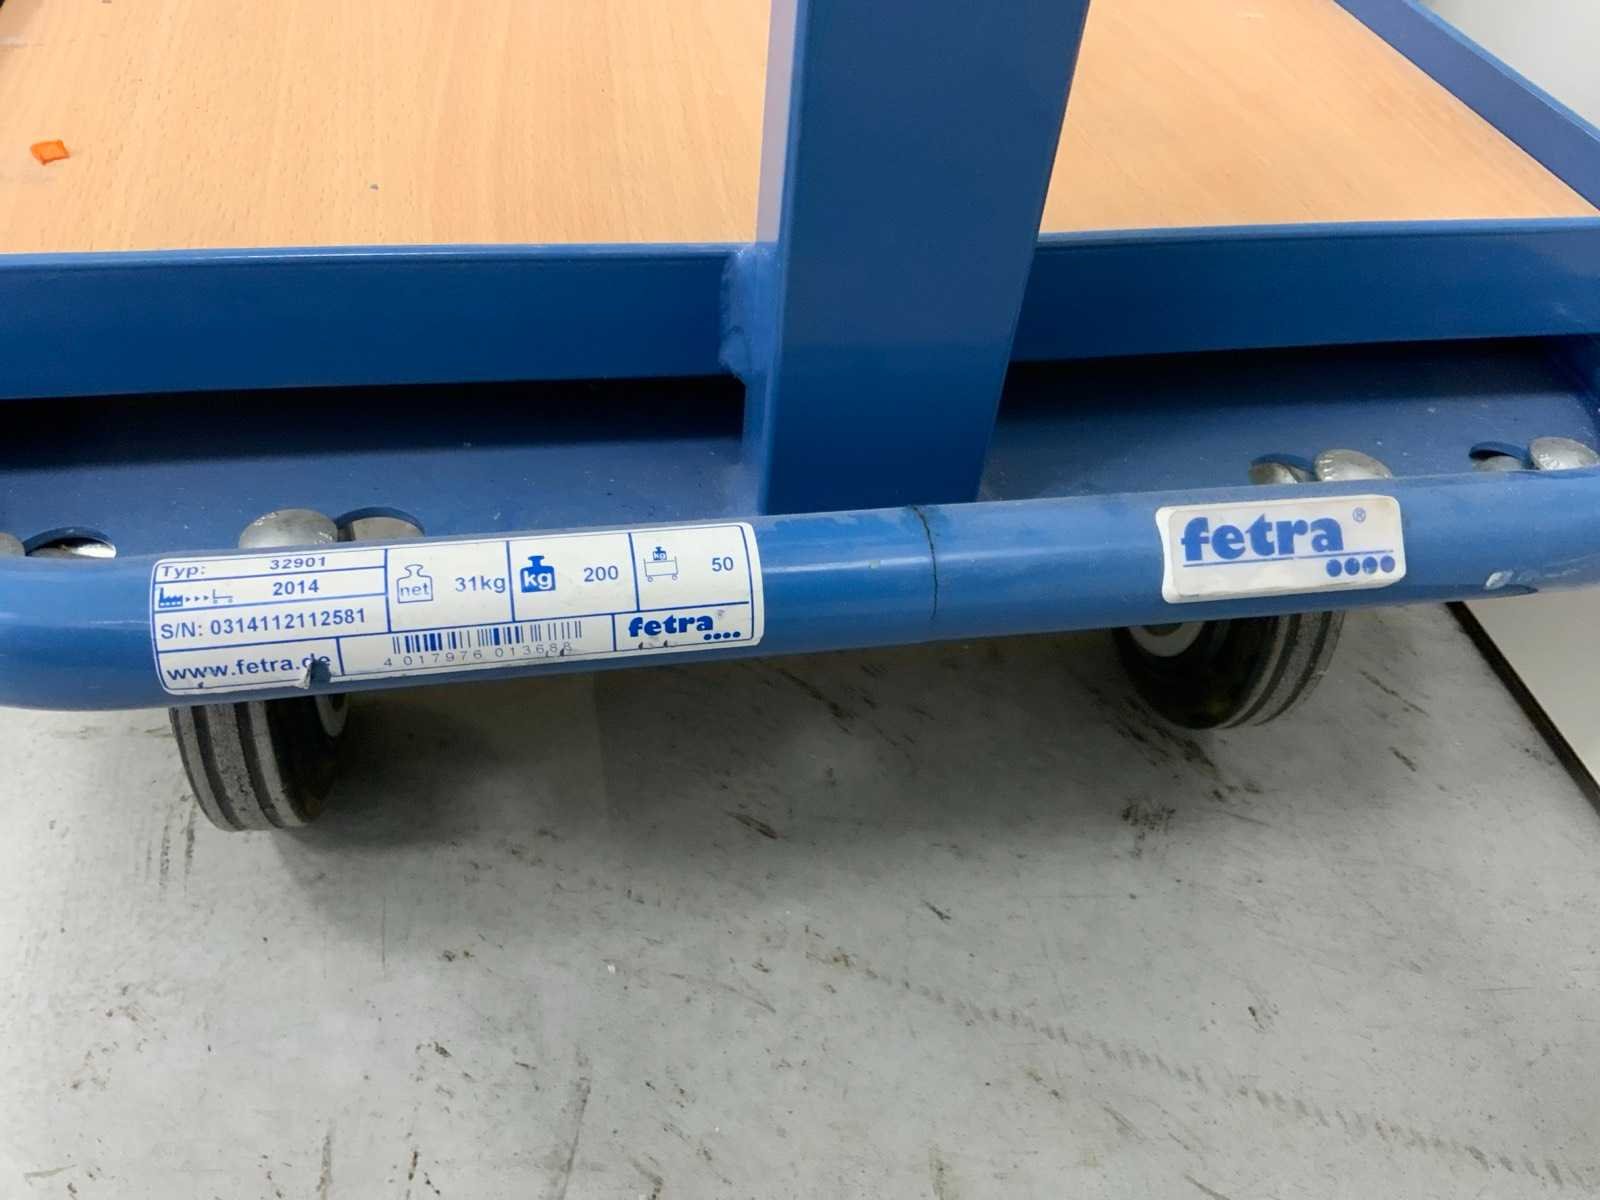 Typ: 32901
2014
S/N: 0314112112581
www.fetra.de
net 31kg
kg 200
kg 50
4 017976 013688
fetra
fetra®